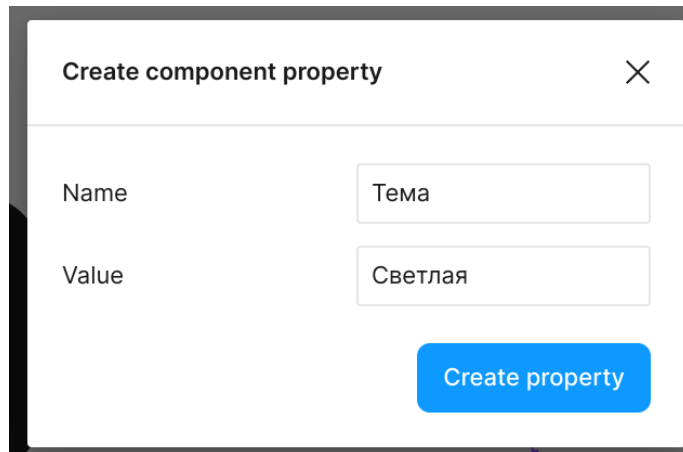 Create component property
Name
Тема
Value
Светлая
Create property